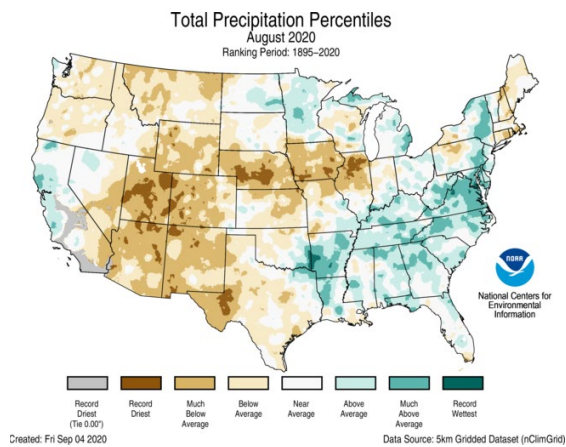 Total Precipitation Percentiles
August 2020
Ranking Period: 1895-2020
NOAA
National Centers for
Environmental
Information
Record
Driest
(Tie 0.00")
Record
Driest
Much
Below
Average
Below
Average
Near
Average
Above
Average
Much
Above
Average
Record
Wettest
Created: Fri Sep 04 2020
Data Source: 5km Gridded Dataset (nClimGrid)